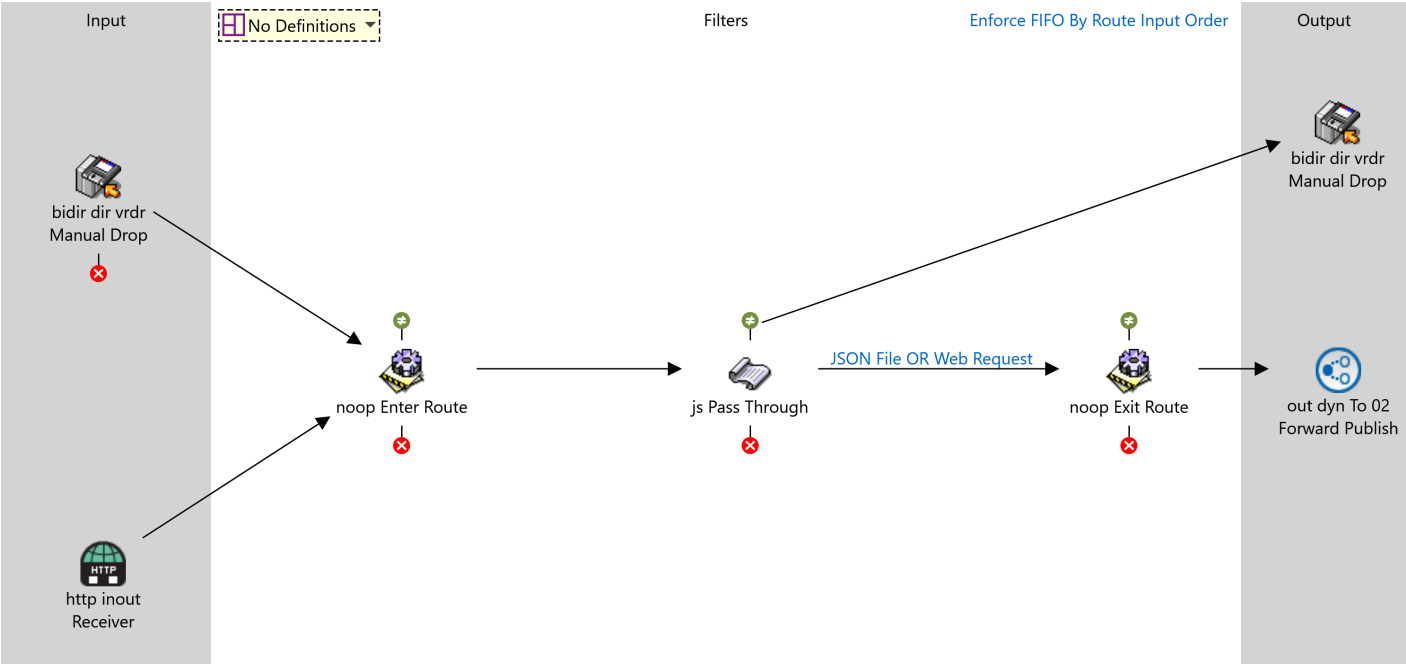 Input
No Definitions
Filters
Enforce FIFO By Route Input Order
Output
bidir dir vrdr
Manual Drop
bidir dir vrdr
Manual Drop
noop Enter Route
js Pass Through
JSON File OR Web Request
noop Exit Route
out dyn To 02
Forward Publish
HTTP
http inout
Receiver